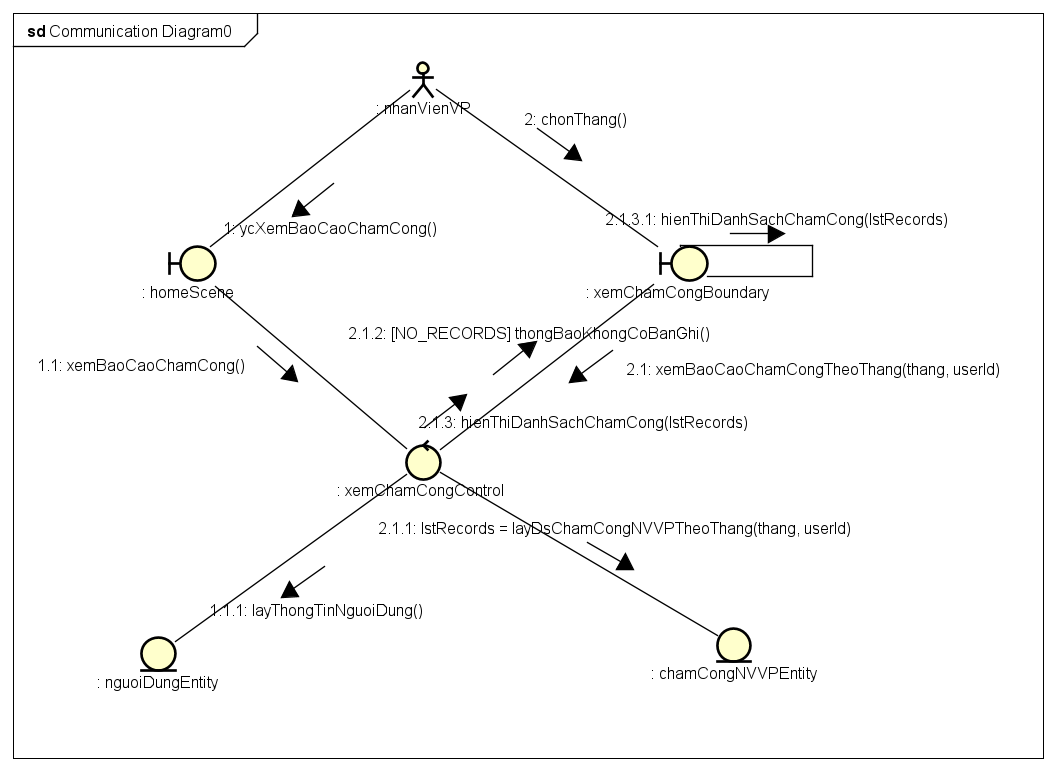 sd Communication Diagram0
: nhanVienVP
2: chonThang()
2.1.3.1: hienThiDanhSachChamCong(lstRecords)
1: ycXemBaoCaoChamCong()
: homeScene
: xemChamCongBoundary
2.1.2: [NO_RECORDS] thongBaoKhongCoBanGhi()
1.1: xemBaoCaoChamCong()
2.1: xemBaoCaoChamCongTheoThang(thang, userId)
2.1.3: hienThiDanhSachChamCong(lstRecords)
: xemChamCongControl
2.1.1: lstRecords = layDsChamCongNVVPTheoThang(thang, userId)
1.1.1: layThongTinNguoiDung()
: nguoiDungEntity
: chamCongNVVPEntity